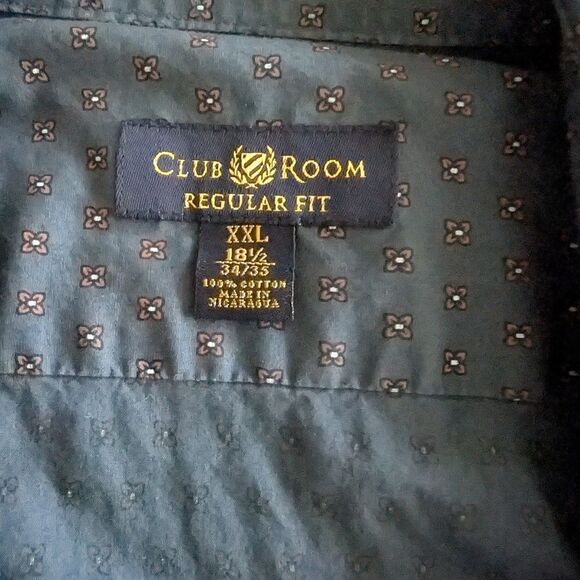 CLUB ROOM
REGULAR FIT
XXL
18½
34/35
100% COTTON
MADE IN
NICARAGUA